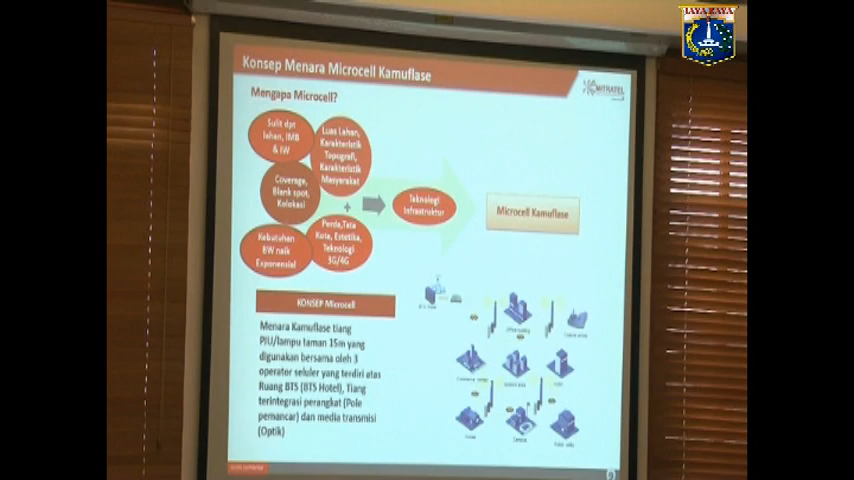 JAYA RAYA
Konsep Menara Microcell Kamuflase
MITRATEL
Mengapa Microcell?
Sulit dpt
lahan, IMB
& IW
Luas Lahan,
Karakteristik
Topografi,
Karakteristik
Masyarakat
Coverage,
Blank spot,
Kolokasi
+
Teknologi
Infrastruktur
Microcell Kamuflase
Kebutuhan
BW naik
Exponensial
Perda,Tata
Kota, Estetika,
Teknologi
3G/4G
KONSEP Microcell
Menara Kamuflase tiang
PJU/lampu taman 15m yang
digunakan bersama oleh 3
operator seluler yang terdiri atas
Ruang BTS (BTS Hotel), Tiang
terintegrasi perangkat (Pole
pemancar) dan media transmisi
(Optik)